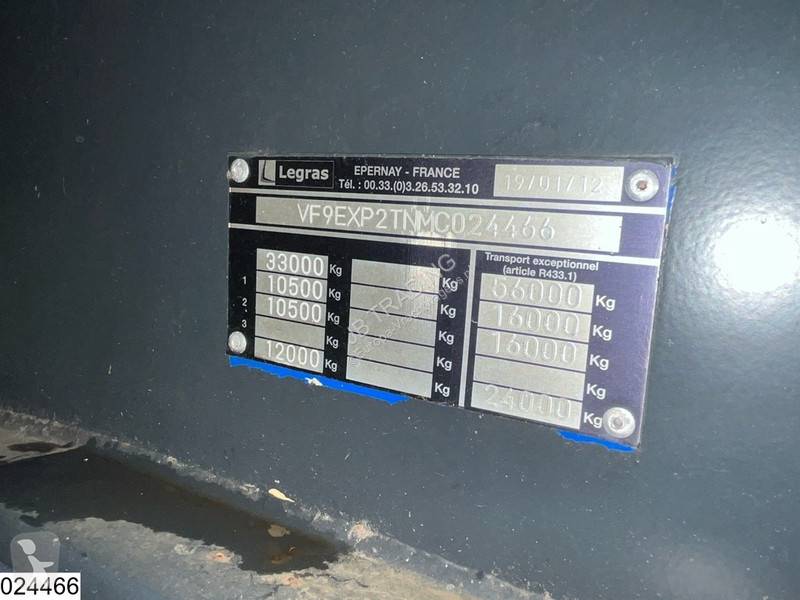 Legras
EPERNAY - FRANCE
Tél. : 00.33.(0)3.26.53.32.10
19/01/12
VF9EXP2TNMC024466
33000 Kg
1 10500 Kg
2 10500 Kg
3 Kg
12000 Kg
Kg
Kg
Kg
Kg
Kg
Transport exceptionnel
(article R433.1)
56000 Kg
16000 Kg
16000 Kg
Kg
24000 Kg
JB TRADING
024466